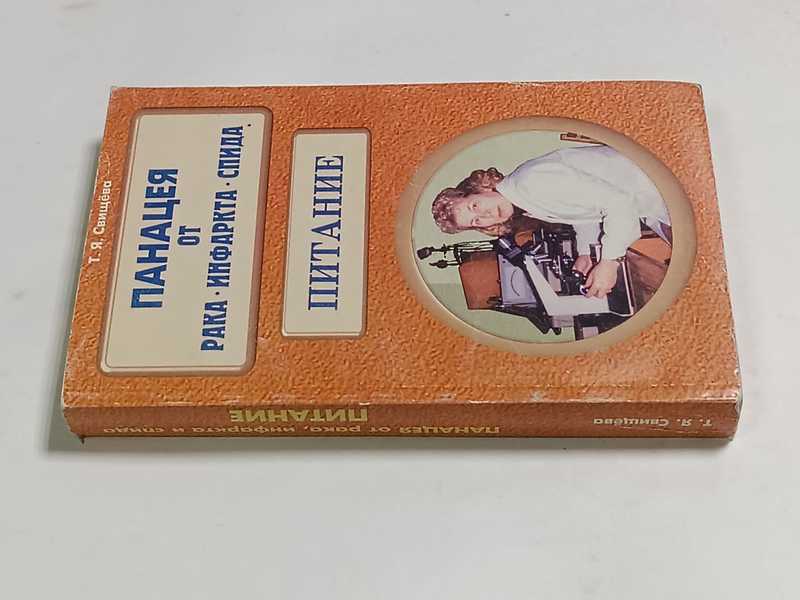 Т. Я. Свищёва
ПАНАЦЕЯ
ОТ
РАКА · ИНФАРКТА · СПИДА
ПИТАНИЕ
Т. Я. Свищёва
ПАНАЦЕЯ от рака, инфаркта и спида
ПИТАНИЕ